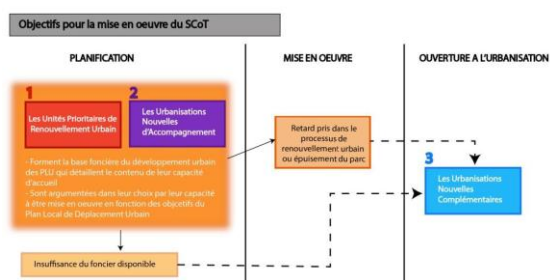 Objectifs pour la mise en oeuvre du SCoT
PLANIFICATION
MISE EN OEUVRE
OUVERTURE A L'URBANISATION
1
Les Unités Prioritaires de
Renouvellement Urbain
2
Les Urbanisations
Nouvelles
d'Accompagnement
- Forment la base foncière du développement urbain
des PLU qui détaillent le contenu de leur capacité
d'accueil
- Sont argumentées dans leur choix par leur capacité
à être mise en oeuvre en fonction des objectifs du
Plan Local de Déplacement Urbain
Insuffisance du foncier disponible
Retard pris dans le
processus de
renouvellement urbain
ou épuisement du parc
3
Les Urbanisations
Nouvelles
Complémentaires